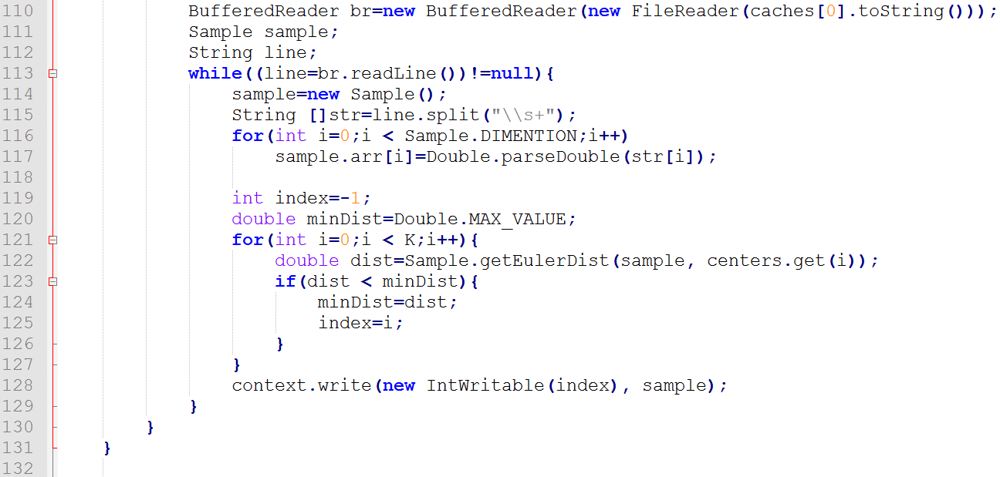 110 BufferedReader br=new BufferedReader(new FileReader(caches[0].toString()));
111 Sample sample;
112 String line;
113 while((line=br.readLine())!=null){
114 sample=new Sample();
115 String []str=line.split("\\s+");
116 for(int i=0;i < Sample.DIMENTION;i++)
117 sample.arr[i]=Double.parseDouble(str[i]);
118
119 int index=-1;
120 double minDist=Double.MAX_VALUE;
121 for(int i=0;i < K;i++){
122 double dist=Sample.getEulerDist(sample, centers.get(i));
123 if(dist < minDist){
124 minDist=dist;
125 index=i;
126 }
127 }
128 context.write(new IntWritable(index), sample);
129 }
130 }
131 }
132